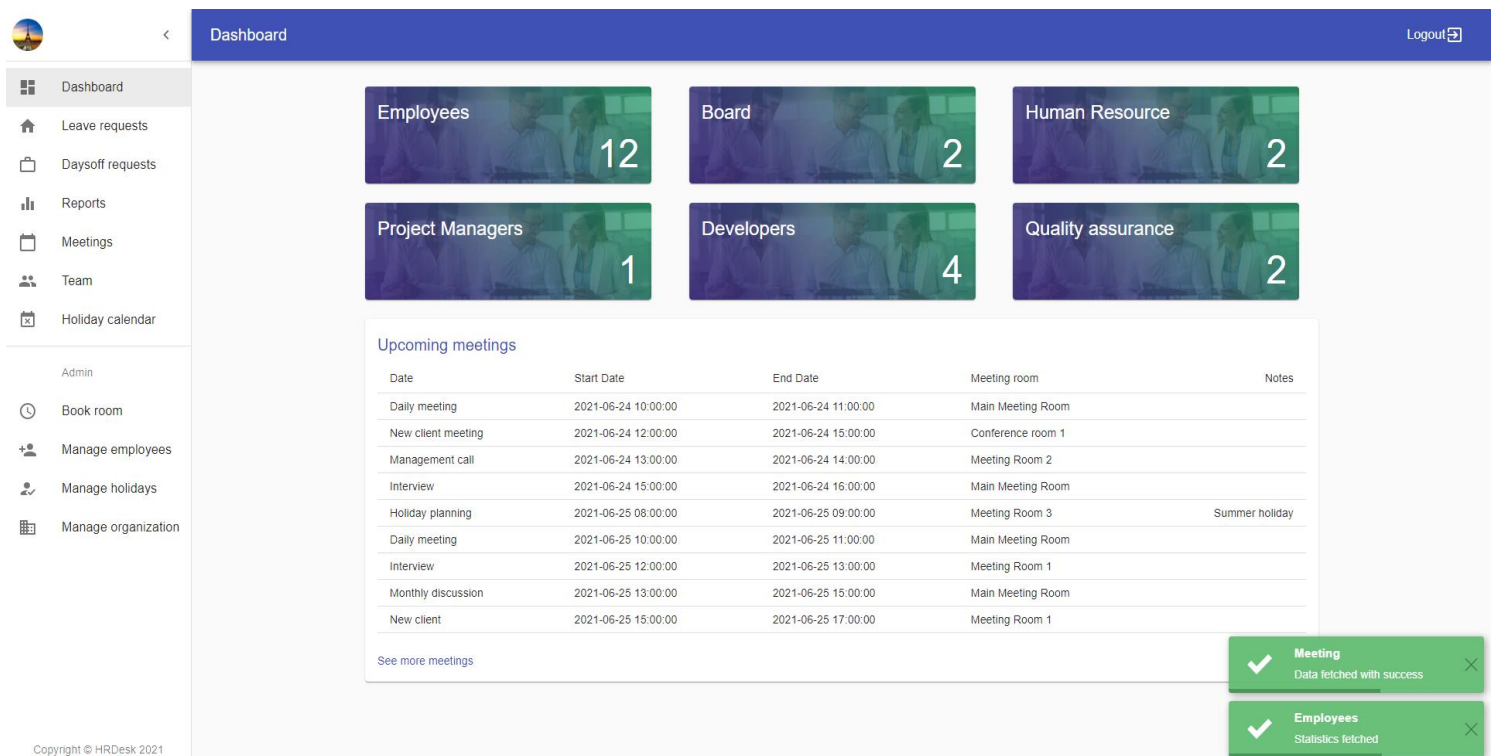 Dashboard
Logout
Dashboard
Leave requests
Daysoff requests
Reports
Meetings
Team
Holiday calendar
Admin
Book room
Manage employees
Manage holidays
Manage organization
Copyright © HRDesk 2021
Employees
12
Board
2
Human Resource
2
Project Managers
1
Developers
4
Quality assurance
2
Upcoming meetings
Date Start Date End Date Meeting room Notes
Daily meeting 2021-06-24 10:00:00 2021-06-24 11:00:00 Main Meeting Room
New client meeting 2021-06-24 12:00:00 2021-06-24 15:00:00 Conference room 1
Management call 2021-06-24 13:00:00 2021-06-24 14:00:00 Meeting Room 2
Interview 2021-06-24 15:00:00 2021-06-24 16:00:00 Main Meeting Room
Holiday planning 2021-06-25 08:00:00 2021-06-25 09:00:00 Meeting Room 3 Summer holiday
Daily meeting 2021-06-25 10:00:00 2021-06-25 11:00:00 Main Meeting Room
Interview 2021-06-25 12:00:00 2021-06-25 13:00:00 Meeting Room 1
Monthly discussion 2021-06-25 13:00:00 2021-06-25 15:00:00 Main Meeting Room
New client 2021-06-25 15:00:00 2021-06-25 17:00:00 Meeting Room 1
See more meetings
Meeting
Data fetched with success
Employees
Statistics fetched